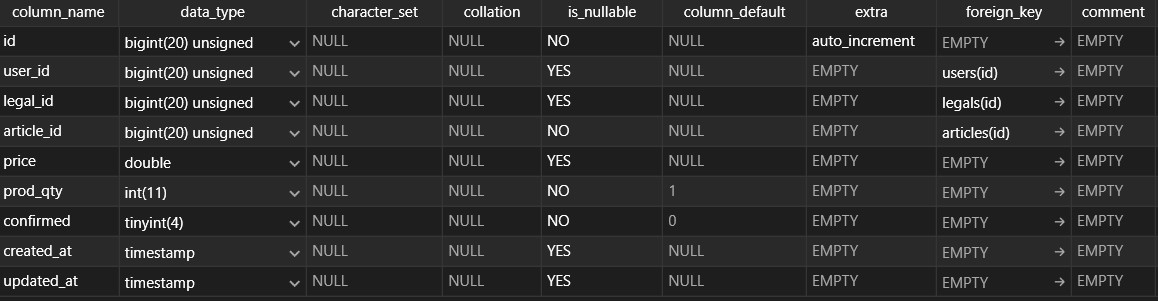 column_name data_type character_set collation is_nullable column_default extra foreign_key comment
id bigint(20) unsigned NULL NULL NO NULL auto_increment EMPTY EMPTY
user_id bigint(20) unsigned NULL NULL YES NULL EMPTY users(id) EMPTY
legal_id bigint(20) unsigned NULL NULL YES NULL EMPTY legals(id) EMPTY
article_id bigint(20) unsigned NULL NULL NO NULL EMPTY articles(id) EMPTY
price double NULL NULL YES NULL EMPTY EMPTY EMPTY
prod_qty int(11) NULL NULL NO 1 EMPTY EMPTY EMPTY
confirmed tinyint(4) NULL NULL NO 0 EMPTY EMPTY EMPTY
created_at timestamp NULL NULL YES NULL EMPTY EMPTY EMPTY
updated_at timestamp NULL NULL YES NULL EMPTY EMPTY EMPTY